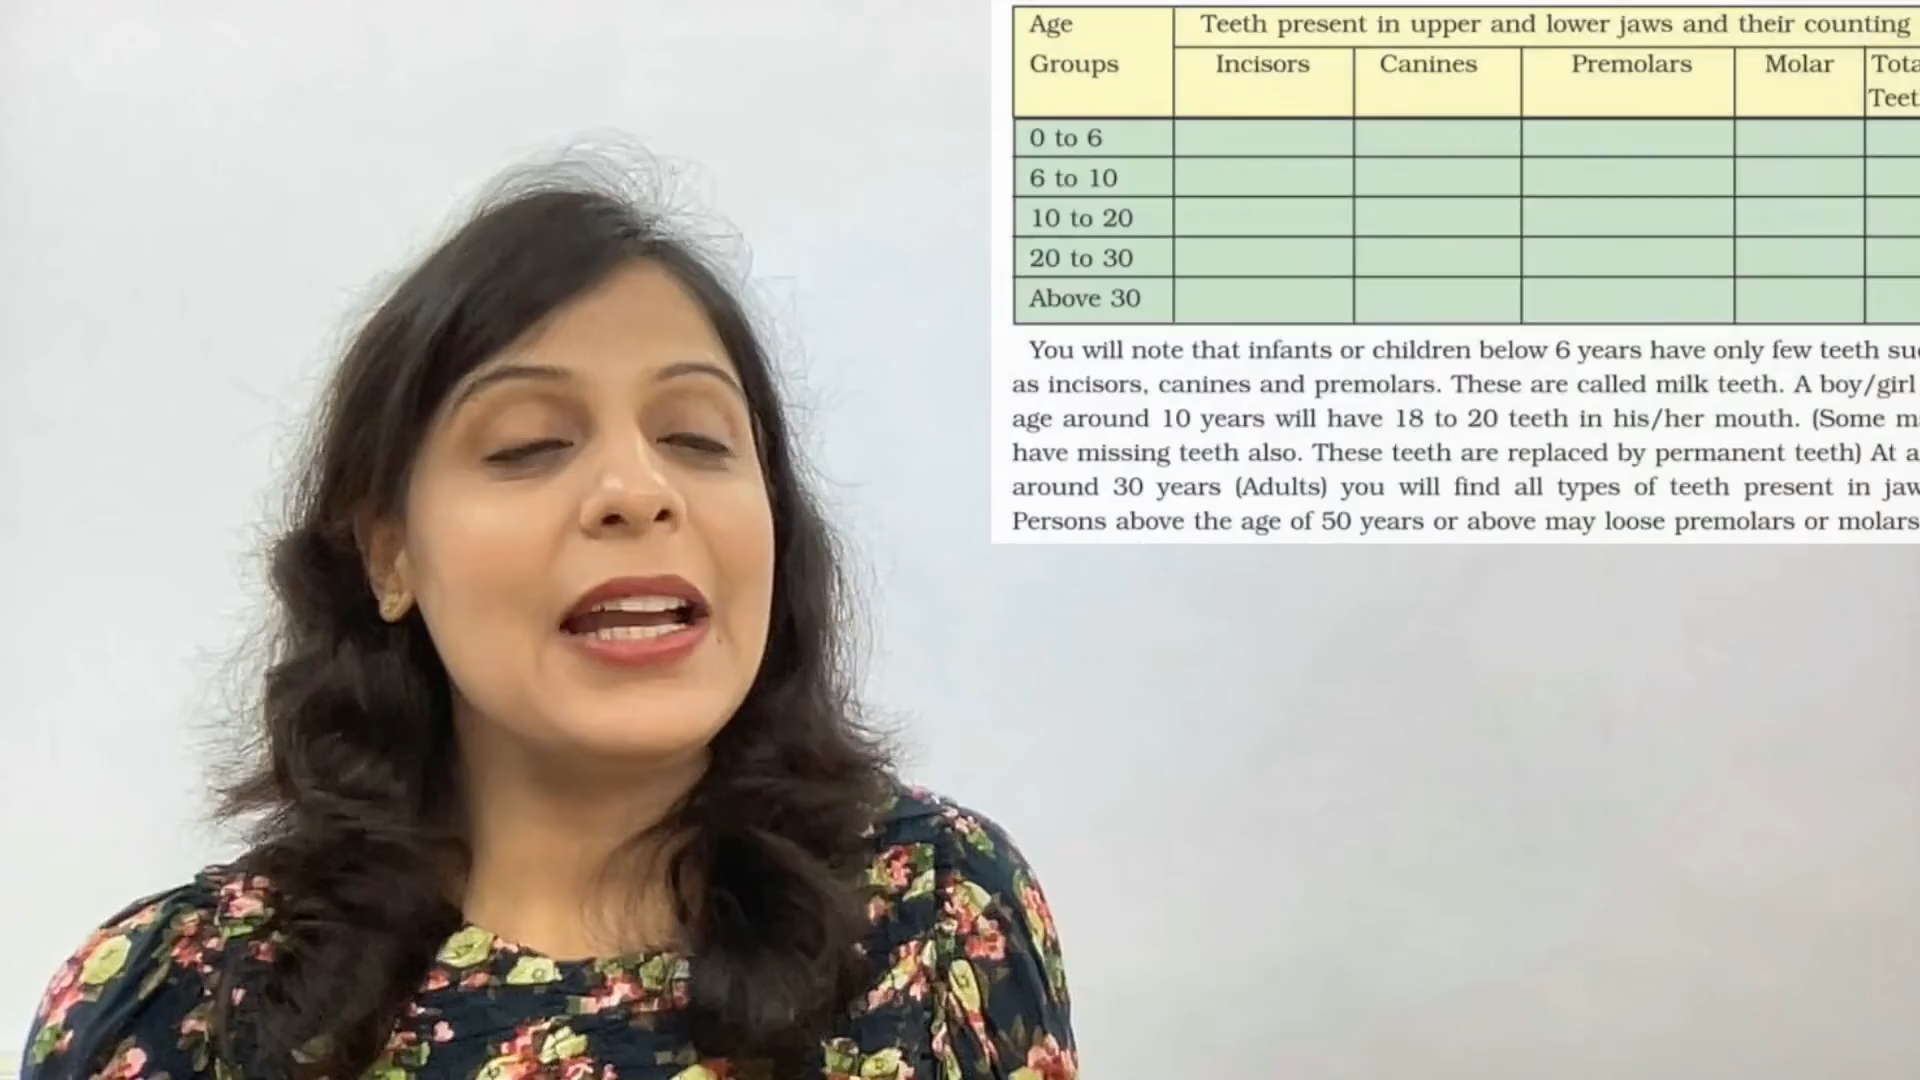 Age
Groups
Teeth present in upper and lower jaws and their counting
Incisors Canines Premolars Molar
0 to 6
6 to 10
10 to 20
20 to 30
Above 30
You will note that infants or children below 6 years have only few teeth
as incisors, canines and premolars. These are called milk teeth. A boy/girl
age around 10 years will have 18 to 20 teeth in his/her mouth. (Some
have missing teeth also. These teeth are replaced by permanent teeth) At
around 30 years (Adults) you will find all types of teeth present in
Persons above the age of 50 years or above may loose premolars or molars